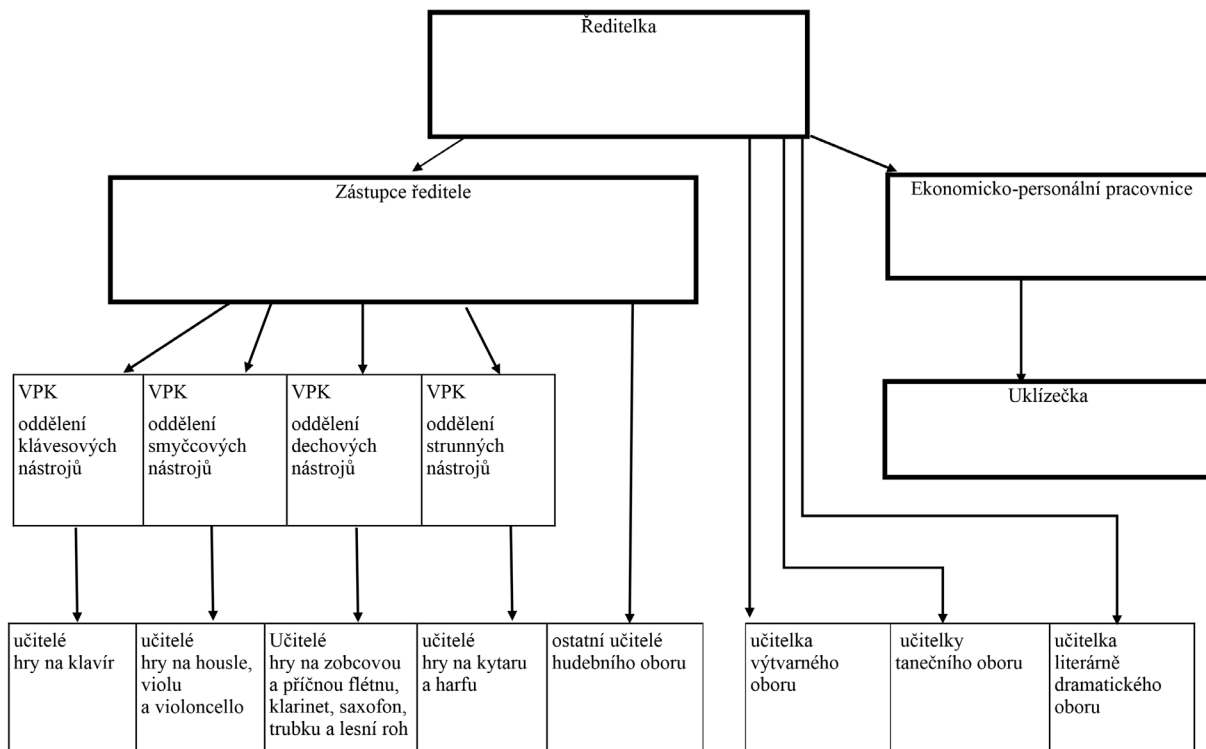 Ředitelka
Zástupce ředitele
Ekonomicko-personální pracovnice
VPK
oddělení
klávesových
nástrojů
VPK
oddělení
smyčcových
nástrojů
VPK
oddělení
dechových
nástrojů
VPK
oddělení
strunných
nástrojů
Uklízečka
učitelé
hry na klavír
učitelé
hry na housle,
violu
a violoncello
Učitelé
hry na zobcovou
a příčnou flétnu,
klarinet, saxofon,
trubku a lesní roh
učitelé
hry na kytaru
a harfu
ostatní učitelé
hudebního oboru
učitelka
výtvarného
oboru
učitelky
tanečního oboru
učitelka
literárně
dramatického
oboru